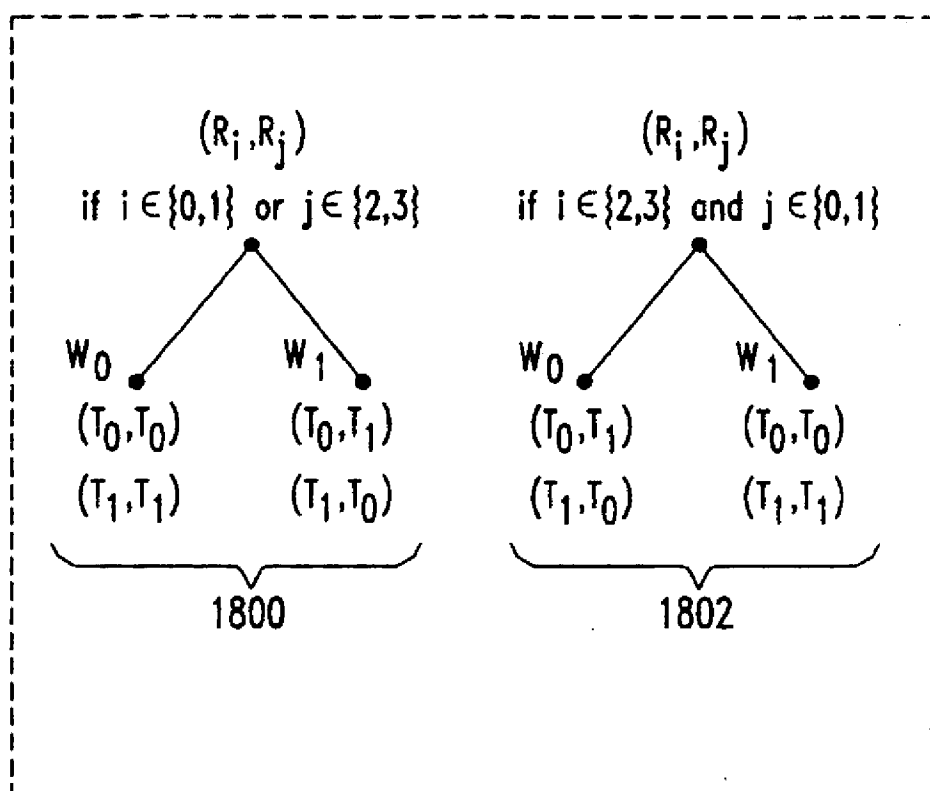 (R_i,R_j) (R_i,R_j)
if i∈{0,1} or j∈{2,3} if i∈{2,3} and j∈{0,1}
W_0 W_1 W_0 W_1
(T_0,T_0) (T_0,T_1) (T_0,T_1) (T_0,T_0)
(T_1,T_1) (T_1,T_0) (T_1,T_0) (T_1,T_1)
1800 1802